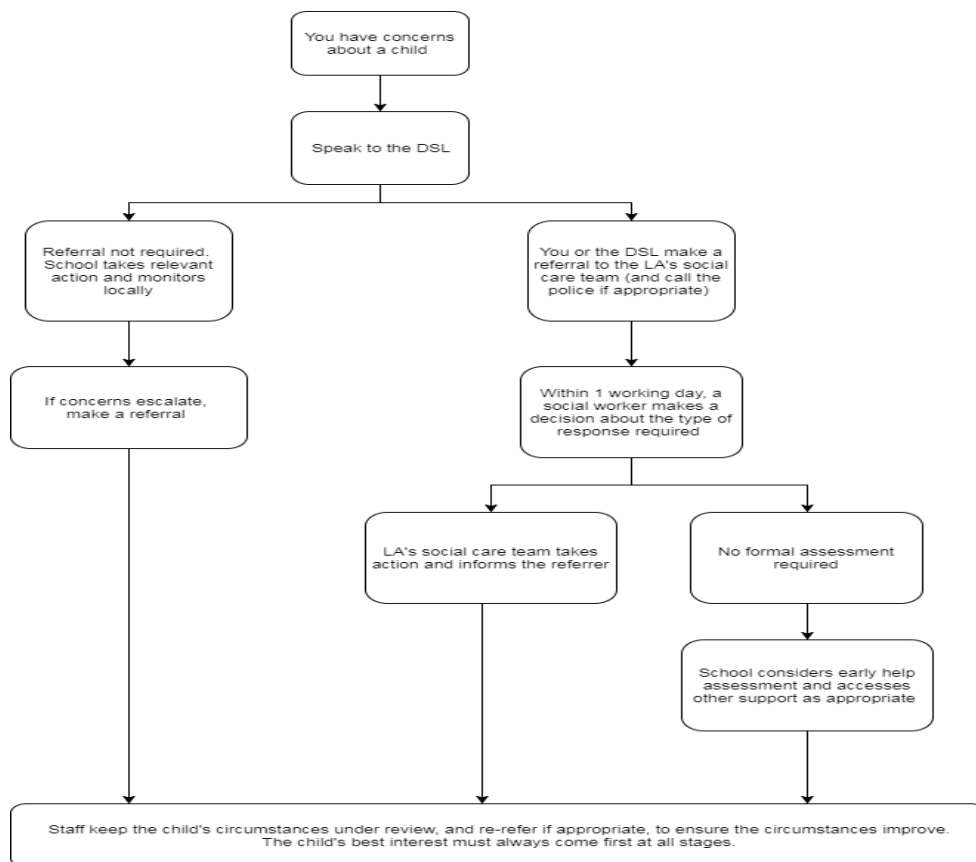 You have concerns
about a child
Speak to the DSL
Referral not required.
School takes relevant
action and monitors
locally
You or the DSL make a
referral to the LA's social
care team (and call the
police if appropriate)
If concerns escalate,
make a referral
Within 1 working day, a
social worker makes a
decision about the type of
response required
LA's social care team takes
action and informs the referrer
No formal assessment
required
School considers early help
assessment and accesses
other support as appropriate
Staff keep the child's circumstances under review, and re-refer if appropriate, to ensure the circumstances improve.
The child's best interest must always come first at all stages.